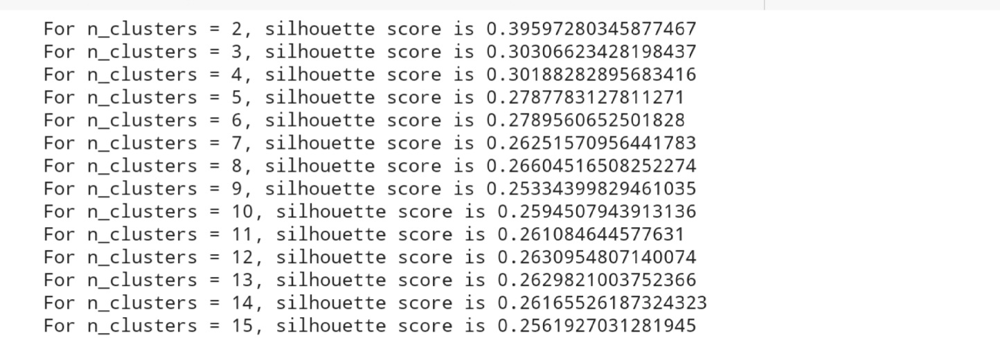 For n_clusters = 2, silhouette score is 0.39597280345877467
For n_clusters = 3, silhouette score is 0.30306623428198437
For n_clusters = 4, silhouette score is 0.30188282895683416
For n_clusters = 5, silhouette score is 0.2787783127811271
For n_clusters = 6, silhouette score is 0.2789560652501828
For n_clusters = 7, silhouette score is 0.26251570956441783
For n_clusters = 8, silhouette score is 0.26604516508252274
For n_clusters = 9, silhouette score is 0.25334399829461035
For n_clusters = 10, silhouette score is 0.2594507943913136
For n_clusters = 11, silhouette score is 0.261084644577631
For n_clusters = 12, silhouette score is 0.2630954807140074
For n_clusters = 13, silhouette score is 0.2629821003752366
For n_clusters = 14, silhouette score is 0.26165526187324323
For n_clusters = 15, silhouette score is 0.2561927031281945